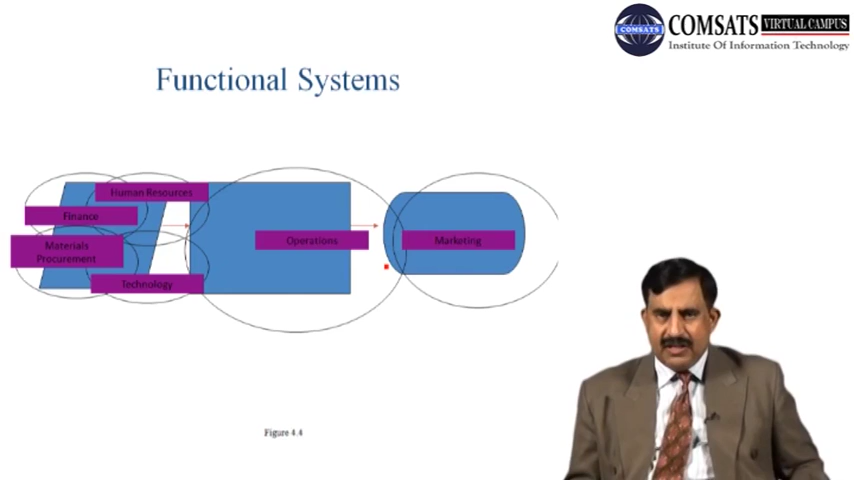 COMSATS
COMSATS VIRTUAL CAMPUS
Institute Of Information Technology
Functional Systems
Human Resources
Finance
Materials
Procurement
Operations
Marketing
Technology
Figure 4.4